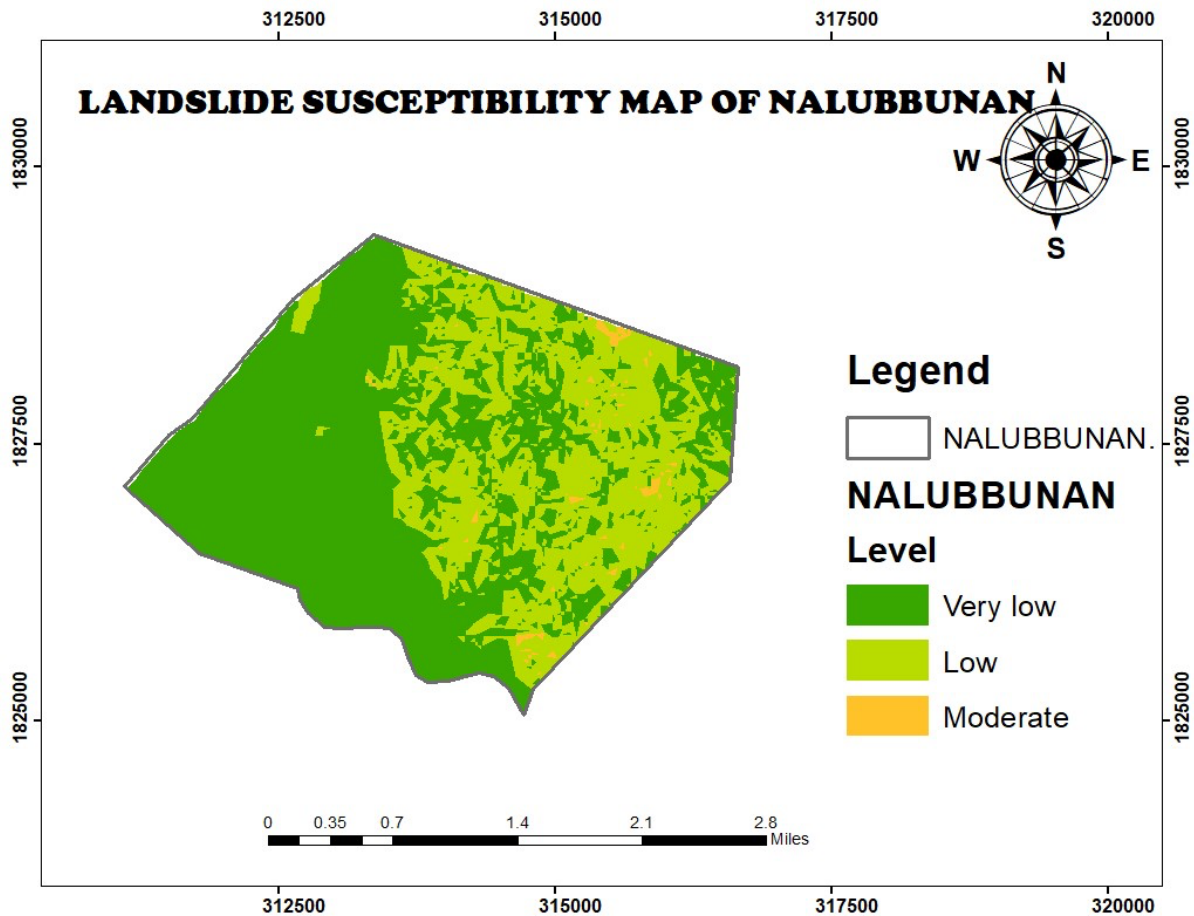 312500 315000 317500 320000
LANDSLIDE SUSCEPTIBILITY MAP OF NALUBBUNAN
N
W E
S
1830000 1830000
Legend
NALUBBUNAN.
1827500 1827500
NALUBBUNAN
Level
Very low
Low
Moderate
1825000 1825000
0 0.35 0.7 1.4 2.1 2.8
Miles
312500 315000 317500 320000